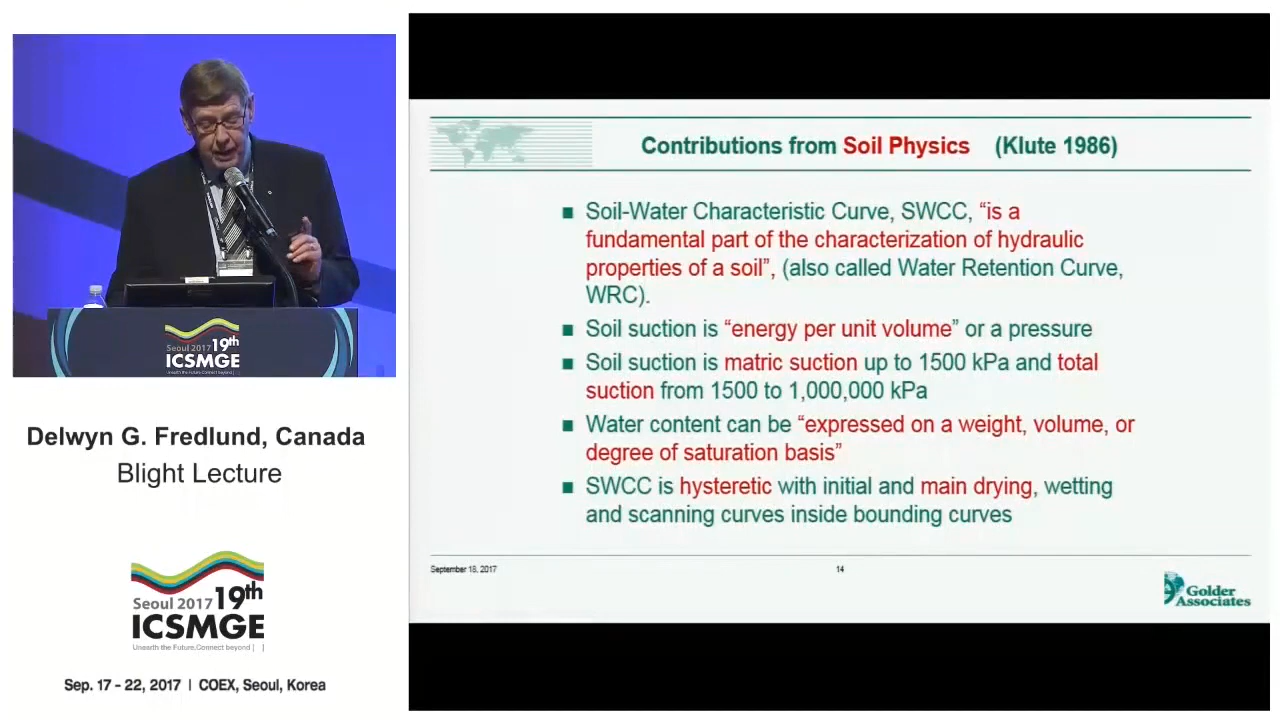 Seoul 2017 19th
ICSMGE
Delwyn G. Fredlund, Canada
Blight Lecture
Seoul 2017 19th
ICSMGE
Unearth the Future.Connect beyond [ ]
Sep. 17 - 22, 2017 | COEX, Seoul, Korea
Contributions from Soil Physics (Klute 1986)
■ Soil-Water Characteristic Curve, SWCC, “is a
fundamental part of the characterization of hydraulic
properties of a soil”, (also called Water Retention Curve,
WRC).
■ Soil suction is “energy per unit volume” or a pressure
■ Soil suction is matric suction up to 1500 kPa and total
suction from 1500 to 1,000,000 kPa
■ Water content can be “expressed on a weight, volume, or
degree of saturation basis”
■ SWCC is hysteretic with initial and main drying, wetting
and scanning curves inside bounding curves
September 18, 2017
14
Golder
Associates